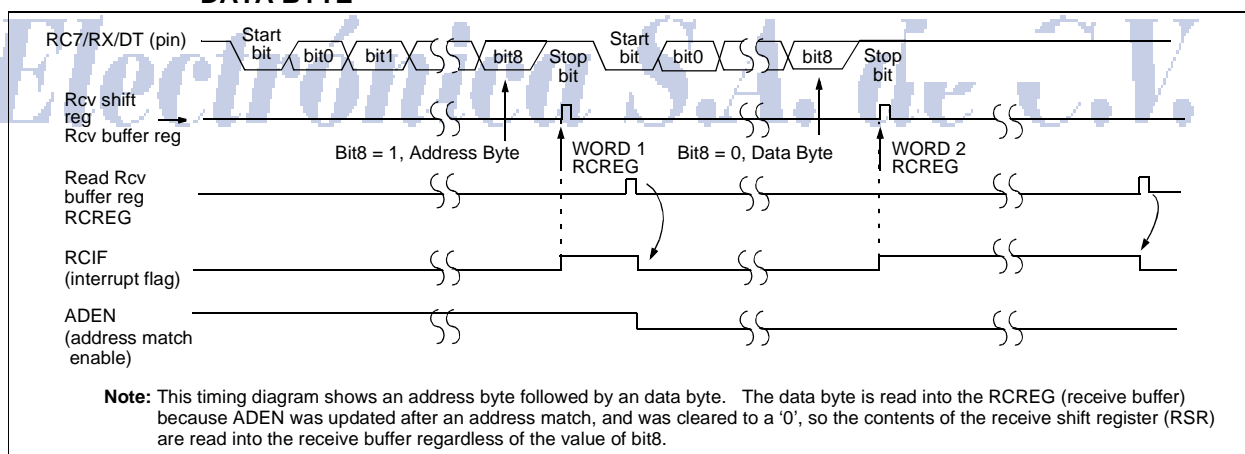 DATA BYTE
Electrónica S.A. de C.V.
RC7/RX/DT (pin)
Start
bit
bit0
bit1
bit8
Stop
bit
Start
bit
bit0
bit8
Stop
bit
Rcv shift
reg
Rcv buffer reg
Bit8 = 1, Address Byte
WORD 1
RCREG
Bit8 = 0, Data Byte
WORD 2
RCREG
Read Rcv
buffer reg
RCREG
RCIF
(interrupt flag)
ADEN
(address match
enable)
Note: This timing diagram shows an address byte followed by an data byte. The data byte is read into the RCREG (receive buffer)
because ADEN was updated after an address match, and was cleared to a ‘0’, so the contents of the receive shift register (RSR)
are read into the receive buffer regardless of the value of bit8.